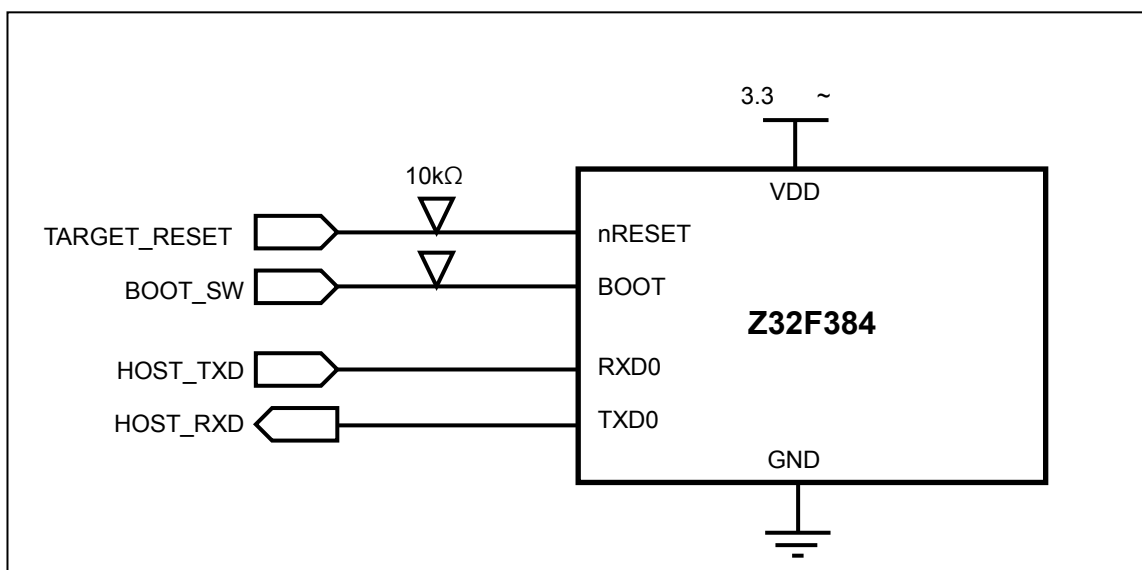 3.3 ~
10kΩ
VDD
TARGET_RESET
nRESET
BOOT_SW
BOOT
Z32F384
HOST_TXD
RXD0
HOST_RXD
TXD0
GND